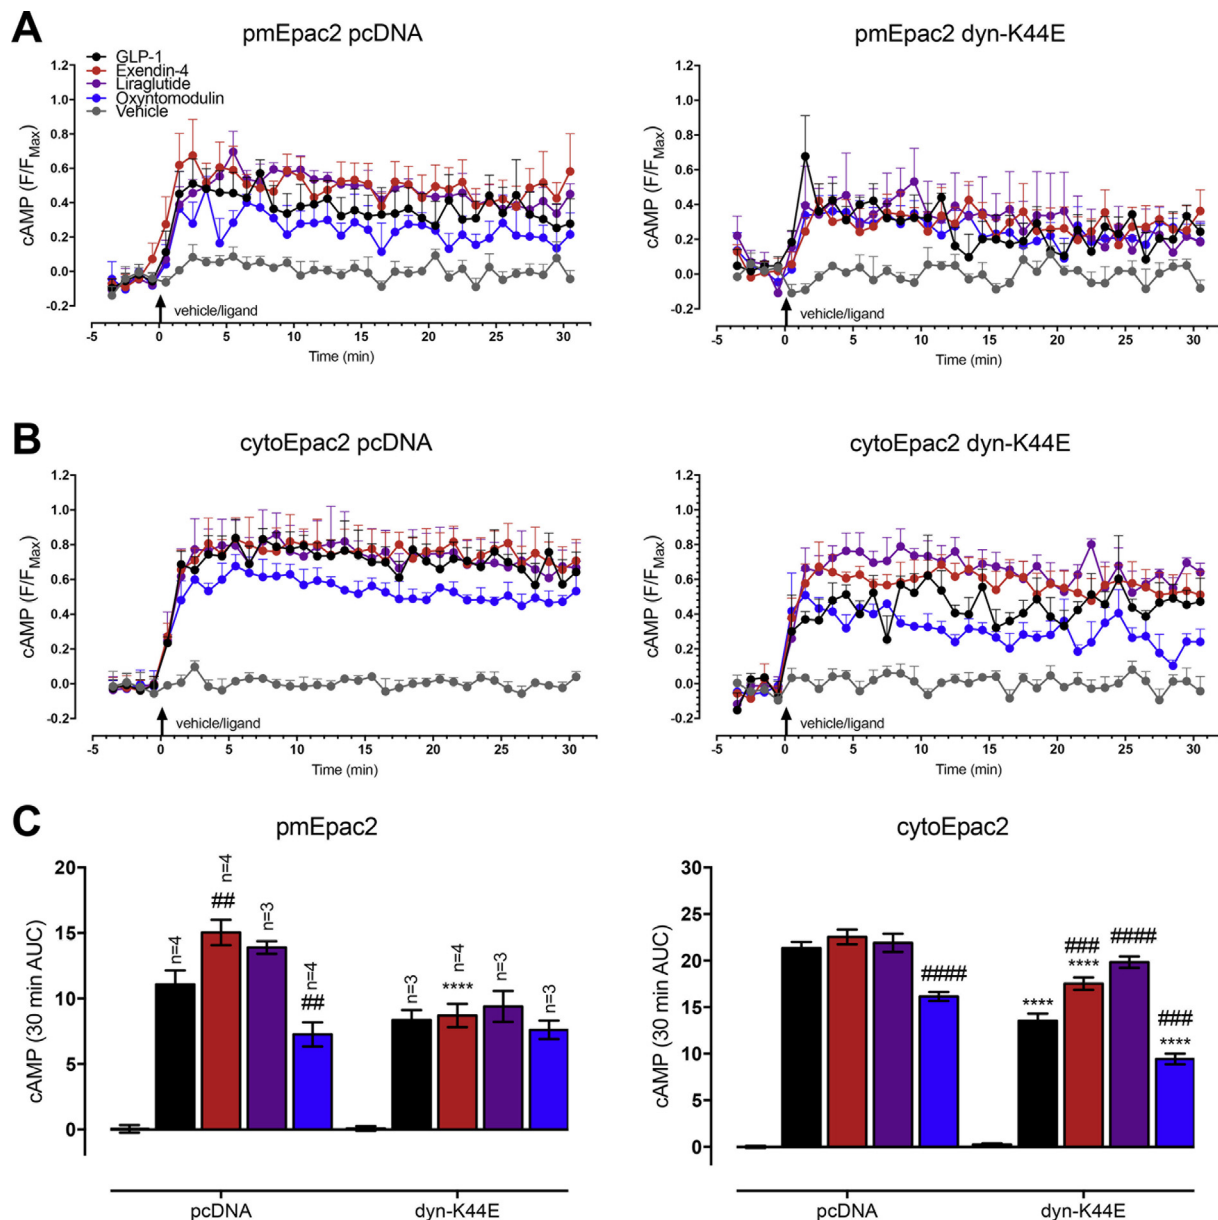 A
pmEpac2 pcDNA
GLP-1
Exendin-4
Liraglutide
Oxyntomodulin
Vehicle
cAMP (F/FMax)
1.2
1.0
0.8
0.6
0.4
0.2
0.0
-0.2
vehicle/ligand
-5 0 5 10 15 20 25 30
Time (min)
pmEpac2 dyn-K44E
cAMP (F/FMax)
1.2
1.0
0.8
0.6
0.4
0.2
0.0
-0.2
vehicle/ligand
-5 0 5 10 15 20 25 30
Time (min)
B
cytoEpac2 pcDNA
cAMP (F/FMax)
1.2
1.0
0.8
0.6
0.4
0.2
0.0
-0.2
vehicle/ligand
-5 0 5 10 15 20 25 30
Time (min)
cytoEpac2 dyn-K44E
cAMP (F/FMax)
1.2
1.0
0.8
0.6
0.4
0.2
0.0
-0.2
vehicle/ligand
-5 0 5 10 15 20 25 30
Time (min)
C
pmEpac2
cAMP (30 min AUC)
20
15
10
5
0
n=4
n=4
##
n=3
n=4
##
n=3
n=4
****
n=3
n=3
pcDNA dyn-K44E
cytoEpac2
cAMP (30 min AUC)
30
25
20
15
10
5
0
####
****
###
****
####
###
****
pcDNA dyn-K44E